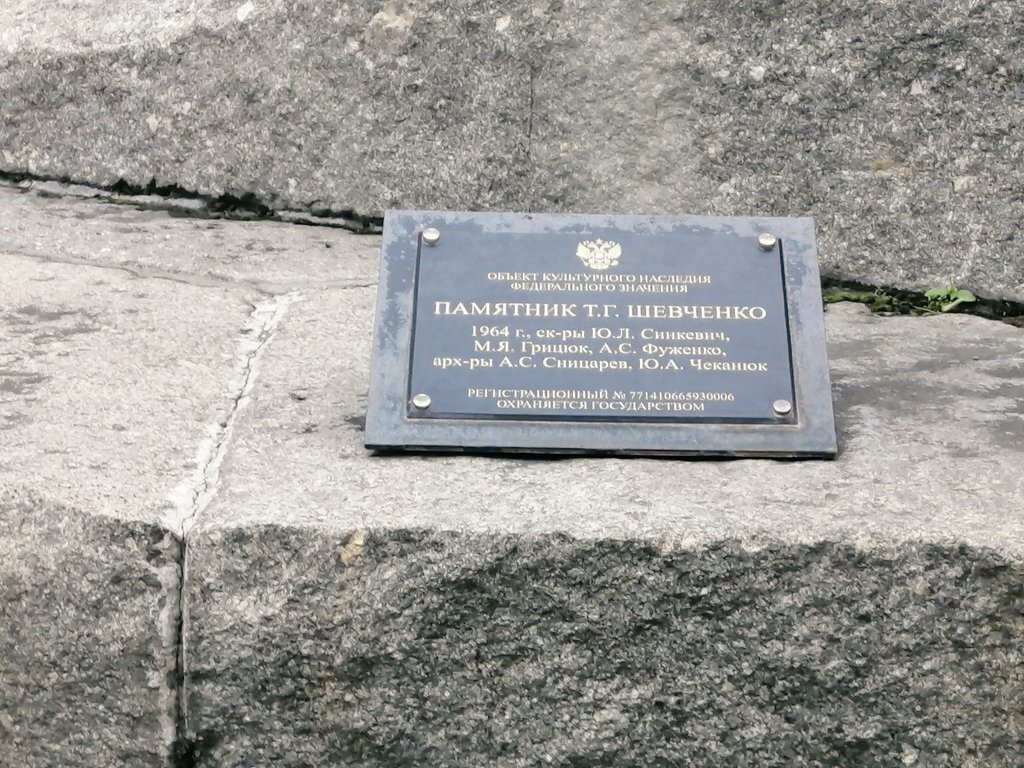 ОБЪЕКТ КУЛЬТУРНОГО НАСЛЕДИЯ
ФЕДЕРАЛЬНОГО ЗНАЧЕНИЯ
ПАМЯТНИК Т.Г. ШЕВЧЕНКО
1964 г., ск-ры Ю.Л. Синкевич,
М.Я. Грицюк, А.С. Фуженко,
арх-ры А.С. Сницарев, Ю.А. Чеканюк
РЕГИСТРАЦИОННЫЙ № 771410665930006
ОХРАНЯЕТСЯ ГОСУДАРСТВОМ